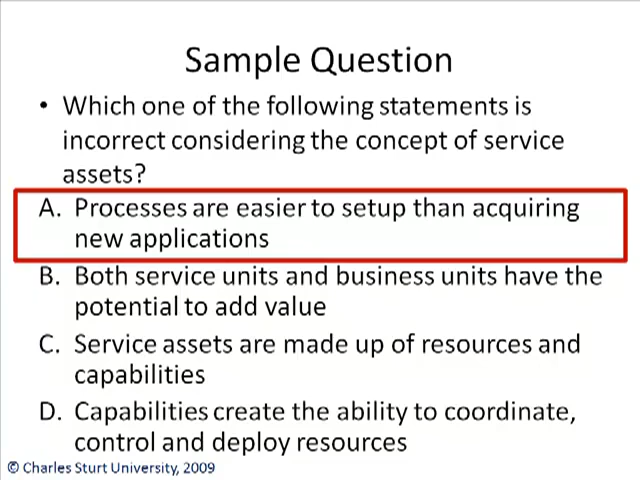 Sample Question
• Which one of the following statements is
incorrect considering the concept of service
assets?
A. Processes are easier to setup than acquiring
new applications
B. Both service units and business units have the
potential to add value
C. Service assets are made up of resources and
capabilities
D. Capabilities create the ability to coordinate,
control and deploy resources
© Charles Sturt University, 2009